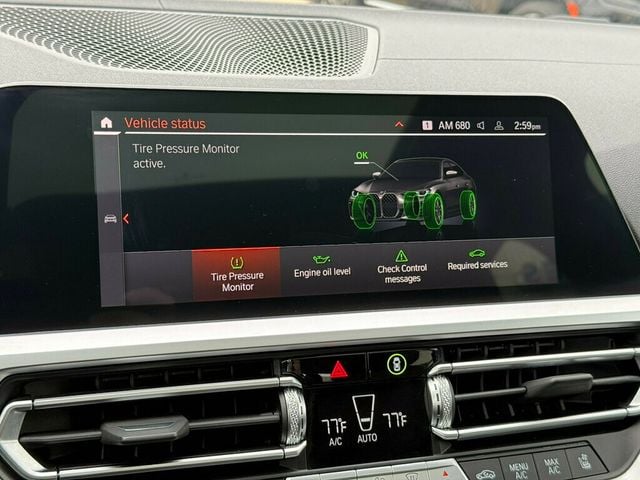 Vehicle status
1 AM 680 2:59pm
Tire Pressure Monitor
active.
OK
Tire Pressure
Monitor
Engine oil level
Check Control
messages
Required services
77°F
A/C
AUTO
77°F
MENU
A/C
MAX
A/C